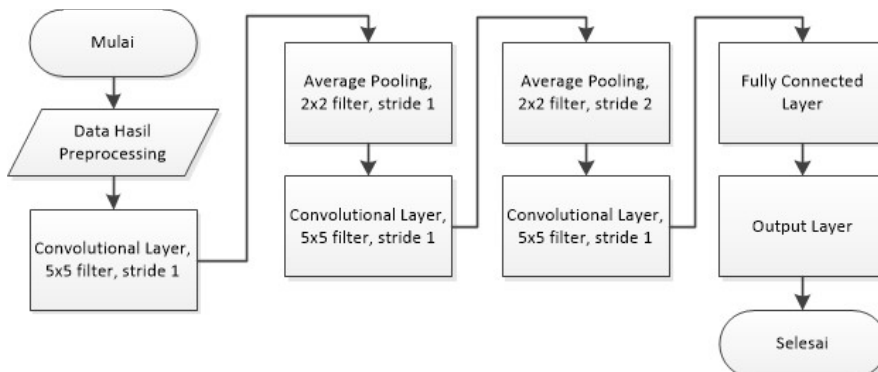 Mulai
Data Hasil
Preprocessing
Convolutional Layer,
5x5 filter, stride 1
Average Pooling,
2x2 filter, stride 1
Convolutional Layer,
5x5 filter, stride 1
Average Pooling,
2x2 filter, stride 2
Convolutional Layer,
5x5 filter, stride 1
Fully Connected
Layer
Output Layer
Selesai